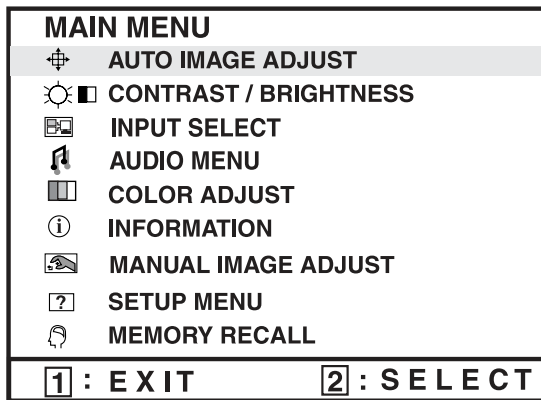 MAIN MENU
AUTO IMAGE ADJUST
CONTRAST / BRIGHTNESS
INPUT SELECT
AUDIO MENU
COLOR ADJUST
i INFORMATION
MANUAL IMAGE ADJUST
? SETUP MENU
MEMORY RECALL
1 : EXIT 2 : SELECT